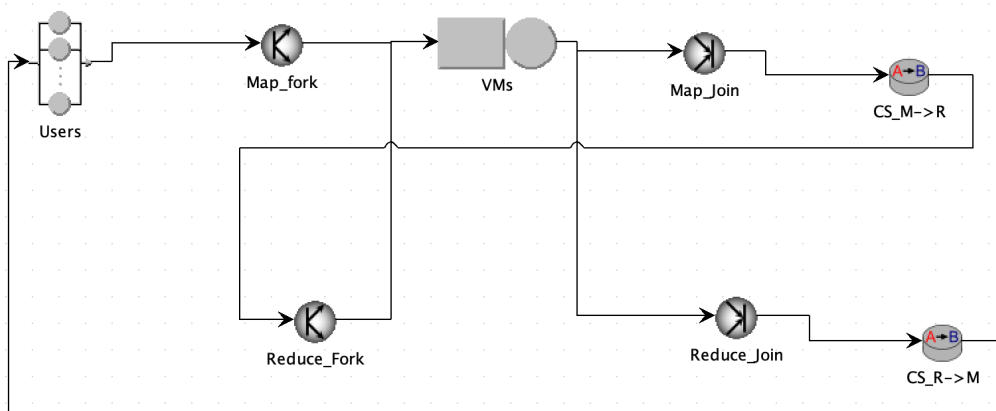 Users
Map_fork
VMs
Map_Join
A→B
CS_M->R
Reduce_Fork
Reduce_Join
A→B
CS_R->M